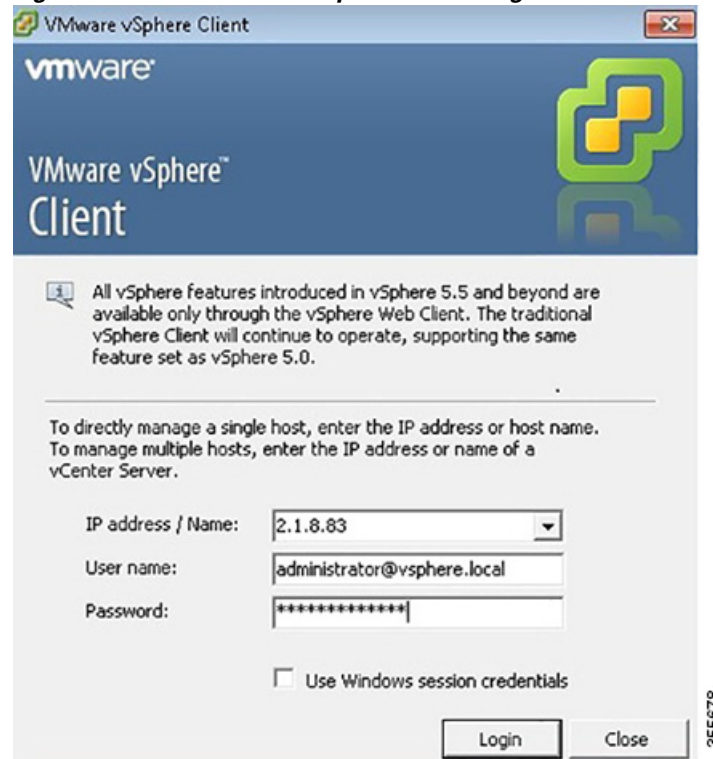 VMware vSphere Client
vmware
VMware vSphere™
Client
All vSphere features introduced in vSphere 5.5 and beyond are
available only through the vSphere Web Client. The traditional
vSphere Client will continue to operate, supporting the same
feature set as vSphere 5.0.
To directly manage a single host, enter the IP address or host name.
To manage multiple hosts, enter the IP address or name of a
vCenter Server.
IP address / Name: 2.1.8.83
User name: administrator@vsphere.local
Password: *************
Use Windows session credentials
Login Close